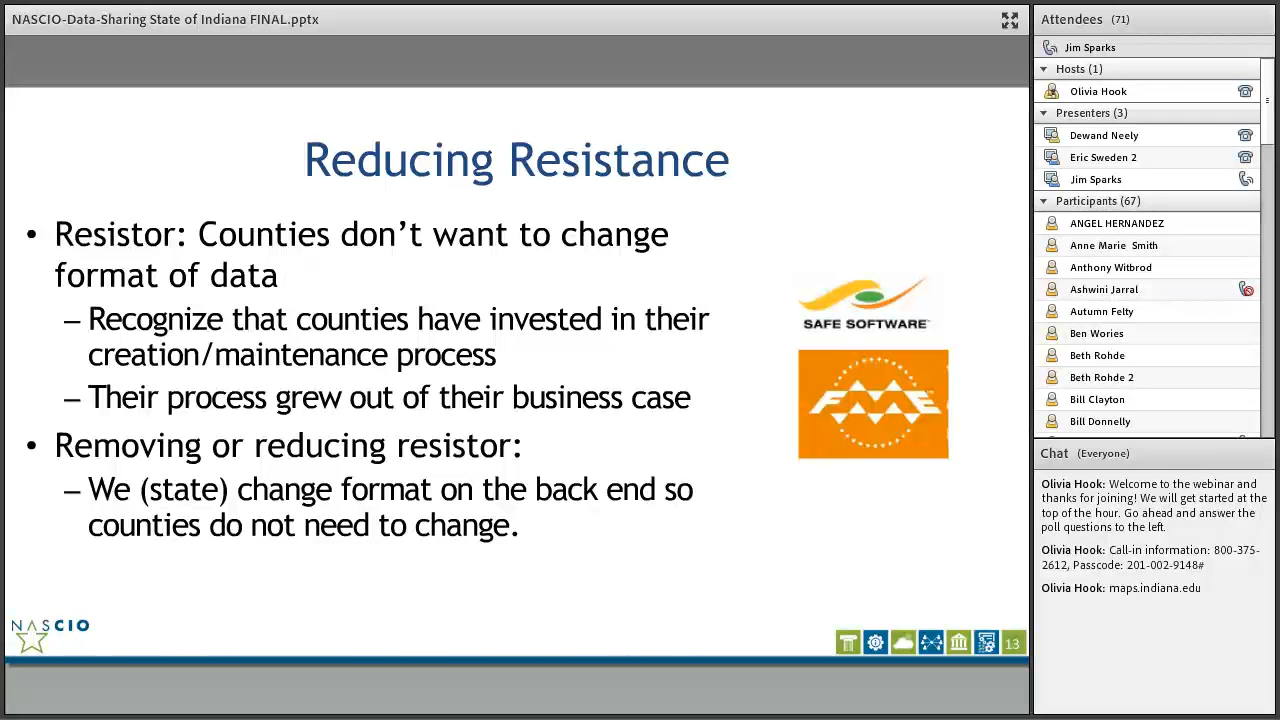 NASCIO-Data-Sharing State of Indiana FINAL.pptx
Reducing Resistance
• Resistor: Counties don’t want to change
format of data
– Recognize that counties have invested in their
creation/maintenance process
– Their process grew out of their business case
• Removing or reducing resistor:
– We (state) change format on the back end so
counties do not need to change.
SAFE SOFTWARE™
FME
NASCIO
13
Attendees (71)
Jim Sparks
Hosts (1)
Olivia Hook
Presenters (3)
Dewand Neely
Eric Sweden 2
Jim Sparks
Participants (67)
ANGEL HERNANDEZ
Anne Marie Smith
Anthony Witbrod
Ashwini Jarral
Autumn Felty
Ben Wories
Beth Rohde
Beth Rohde 2
Bill Clayton
Bill Donnelly
Chat (Everyone)
Olivia Hook: Welcome to the webinar and
thanks for joining! We will get started at the
top of the hour. Go ahead and answer the
poll questions to the left.
Olivia Hook: Call-in information: 800-375-
2612, Passcode: 201-002-9148#
Olivia Hook: maps.indiana.edu